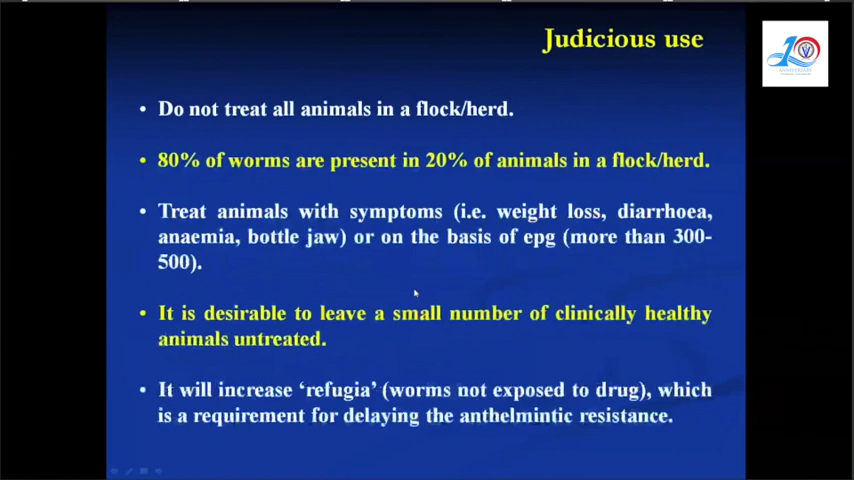 Judicious use
• Do not treat all animals in a flock/herd.
• 80% of worms are present in 20% of animals in a flock/herd.
• Treat animals with symptoms (i.e. weight loss, diarrhoea,
anaemia, bottle jaw) or on the basis of epg (more than 300-
500).
• It is desirable to leave a small number of clinically healthy
animals untreated.
• It will increase ‘refugia’ (worms not exposed to drug), which
is a requirement for delaying the anthelmintic resistance.
10
ANNIVERSARY